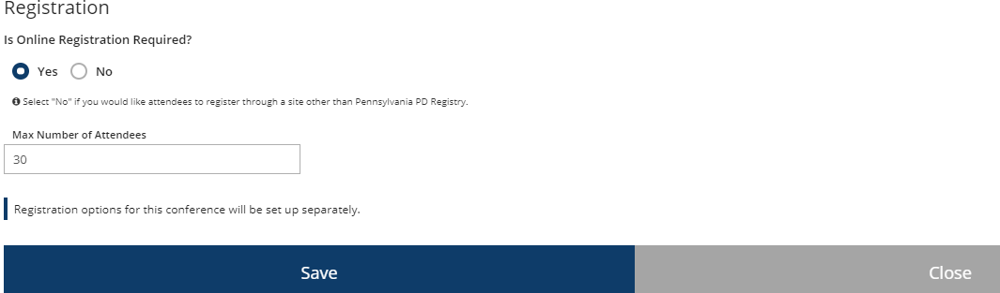 Registration
Is Online Registration Required?
Yes No
Select "No" if you would like attendees to register through a site other than Pennsylvania PD Registry.
Max Number of Attendees
30
Registration options for this conference will be set up separately.
Save Close